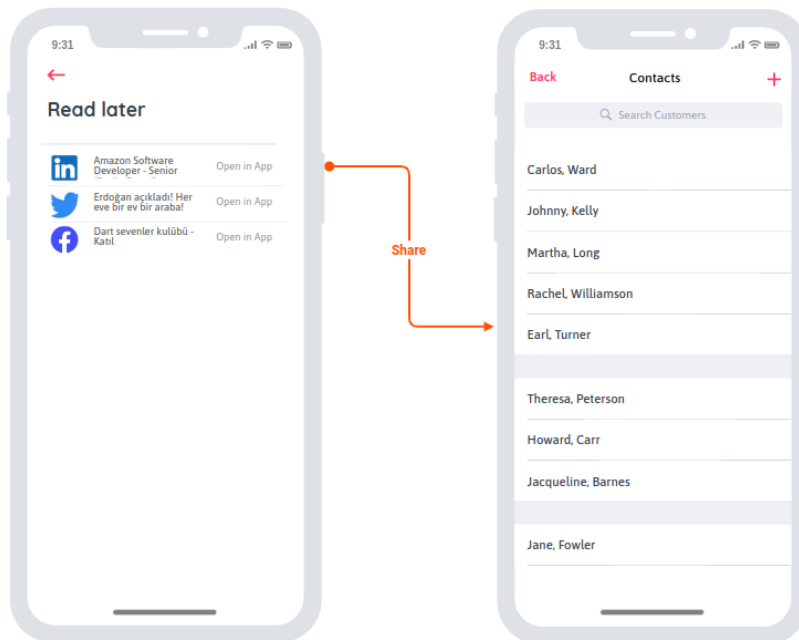 9:31
Read later
Amazon Software
Developer - Senior
Open in App
Erdoğan açıkladı! Her
eve bir ev bir araba!
Open in App
Dart sevenler kulübü -
Katıl
Open in App
Share
9:31
Back
Contacts
+
Search Customers
Carlos, Ward
Johnny, Kelly
Martha, Long
Rachel, Williamson
Earl, Turner
Theresa, Peterson
Howard, Carr
Jacqueline, Barnes
Jane, Fowler